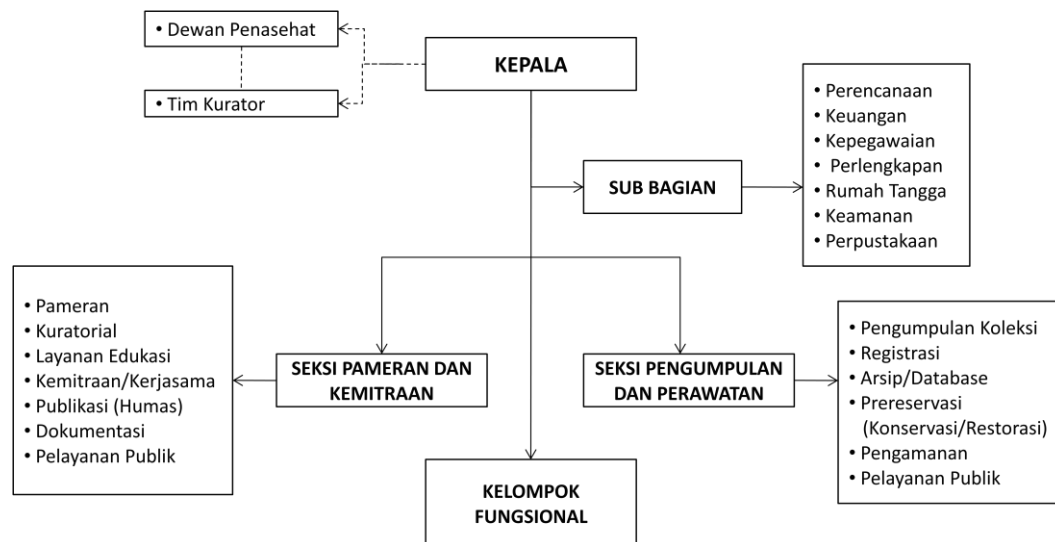 • Dewan Penasehat
• Tim Kurator
KEPALA
SUB BAGIAN
• Perencanaan
• Keuangan
• Kepegawaian
• Perlengkapan
• Rumah Tangga
• Keamanan
• Perpustakaan
• Pameran
• Kuratorial
• Layanan Edukasi
• Kemitraan/Kerjasama
• Publikasi (Humas)
• Dokumentasi
• Pelayanan Publik
SEKSI PAMERAN DAN
KEMITRAAN
SEKSI PENGUMPULAN
DAN PERAWATAN
• Pengumpulan Koleksi
• Registrasi
• Arsip/Database
• Prereservasi
(Konservasi/Restorasi)
• Pengamanan
• Pelayanan Publik
KELOMPOK
FUNGSIONAL